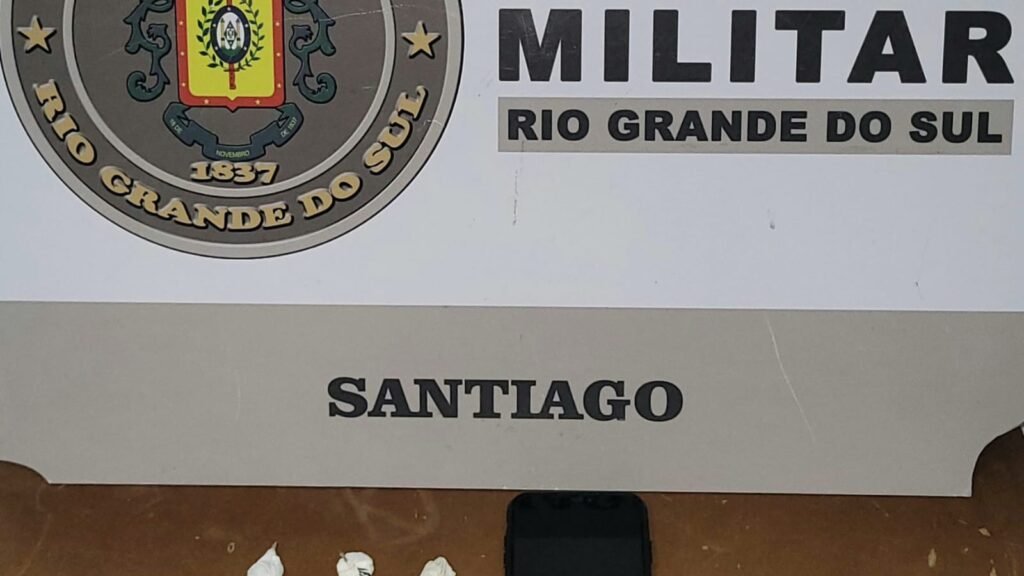 MILITAR
RIO GRANDE DO SUL
NOVEMBRO
1837
RIO GRANDE DO SUL
SANTIAGO